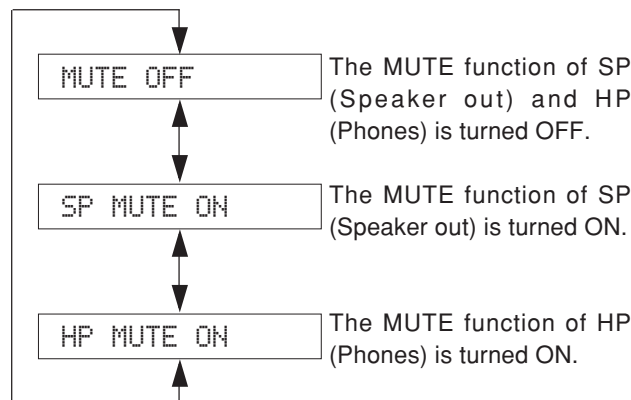 MUTE OFF
The MUTE function of SP
(Speaker out) and HP
(Phones) is turned OFF.
SP MUTE ON
The MUTE function of SP
(Speaker out) is turned ON.
HP MUTE ON
The MUTE function of HP
(Phones) is turned ON.